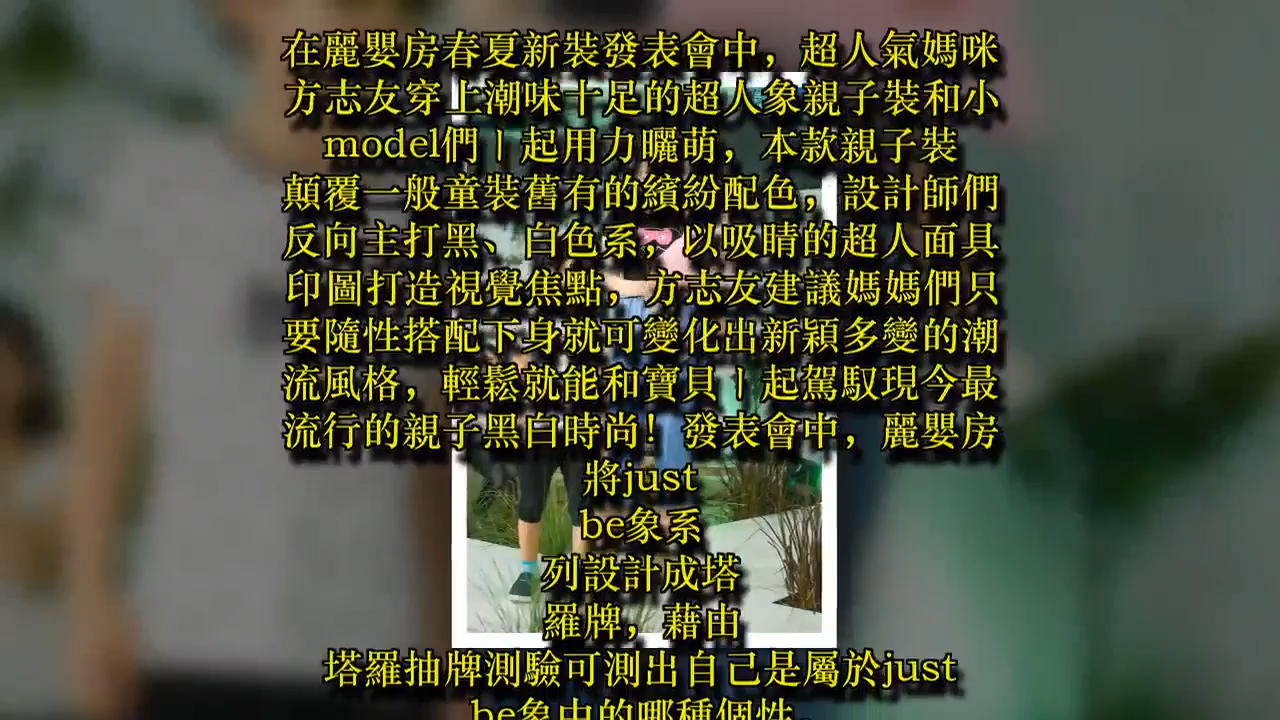 在麗嬰房春夏新裝發表會中，超人氣媽咪
方志友穿上潮味十足的超人象親子裝和小
model們丨起用力曬萌，本款親子裝
顛覆一般童裝舊有的繽紛配色，設計師們
反向主打黑、白色系，以吸睛的超人面具
印圖打造視覺焦點，方志友建議媽媽們只
要隨性搭配下身就可變化出新穎多變的潮
流風格，輕鬆就能和寶貝丨起駕馭現今最
流行的親子黑白時尚！發表會中，麗嬰房
將just
be象系
列設計成塔
羅牌，藉由
塔羅抽牌測驗可測出自己是屬於just
be象中的哪種個性。